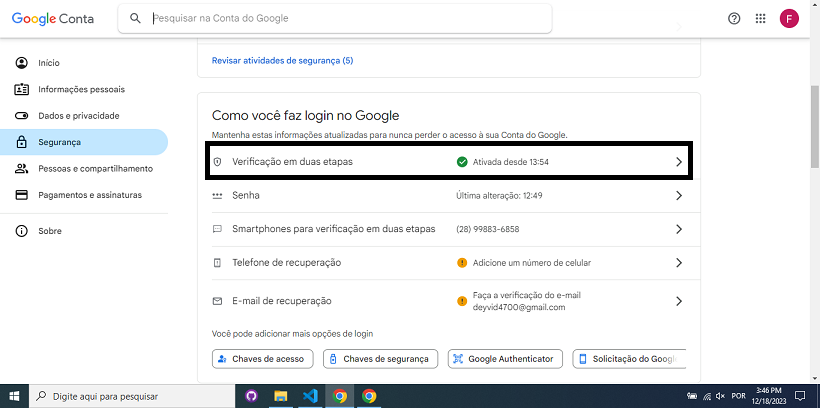 Google Conta
Pesquisar na Conta do Google
F
Início
Informações pessoais
Dados e privacidade
Segurança
Pessoas e compartilhamento
Pagamentos e assinaturas
Sobre
Revisar atividades de segurança (5)
Como você faz login no Google
Mantenha estas informações atualizadas para nunca perder o acesso à sua Conta do Google.
Verificação em duas etapas
Ativada desde 13:54
Senha
Última alteração: 12:49
Smartphones para verificação em duas etapas
(28) 99883-6858
Telefone de recuperação
Adicione um número de celular
E-mail de recuperação
Faça a verificação do e-mail
deyvid4700@gmail.com
Você pode adicionar mais opções de login
Chaves de acesso
Chaves de segurança
Google Authenticator
Solicitação do Google
Digite aqui para pesquisar
POR
3:46 PM
12/18/2023